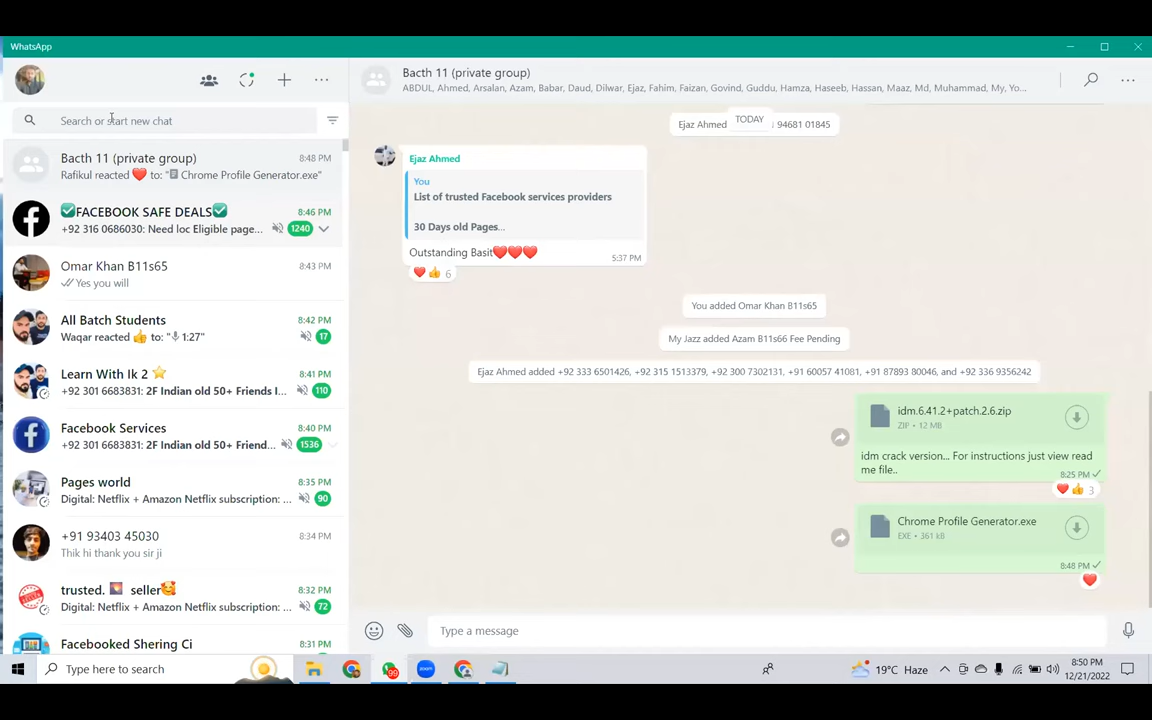 WhatsApp
Search or start new chat
Bacth 11 (private group)
8:48 PM
Rafikul reacted ❤️ to: "Chrome Profile Generator.exe"
✅FACEBOOK SAFE DEALS✅
8:46 PM
+92 316 0686030: Need loc Eligible page...
1240
Omar Khan B11s65
8:43 PM
Yes you will
All Batch Students
8:42 PM
Waqar reacted 👍 to: "1:27"
17
Learn With Ik 2 ⭐
8:41 PM
+92 301 6683831: 2F Indian old 50+ Friends I...
110
Facebook Services
8:40 PM
+92 301 6683831: 2F Indian old 50+ Friend...
1536
Pages world
8:35 PM
Digital: Netflix + Amazon Netflix subscription: ...
90
+91 93403 45030
8:34 PM
Thik hi thank you sir ji
trusted. 🌄 seller🥰
8:32 PM
Digital: Netflix + Amazon Netflix subscription: ...
72
Facebooked Shering Ci
8:31 PM
Bacth 11 (private group)
ABDUL, Ahmed, Arsalan, Azam, Babar, Daud, Dilwar, Ejaz, Fahim, Faizan, Govind, Guddu, Hamza, Haseeb, Hassan, Maaz, Md, Muhammad, My, Yo...
Ejaz Ahmed
TODAY
94681 01845
Ejaz Ahmed
You
List of trusted Facebook services providers
30 Days old Pages...
Outstanding Basit❤️❤️❤️
5:37 PM
❤️👍 6
You added Omar Khan B11s65
My Jazz added Azam B11s66 Fee Pending
Ejaz Ahmed added +92 333 6501426, +92 315 1513379, +92 300 7302131, +91 60057 41081, +91 87893 80046, and +92 336 9356242
idm.6.41.2+patch.2.6.zip
ZIP • 12 MB
idm crack version... For instructions just view read
me file..
8:25 PM
❤️👍 3
Chrome Profile Generator.exe
EXE • 361 kB
8:48 PM
❤️
Type a message
Type here to search
99
19°C Haze
8:50 PM
12/21/2022